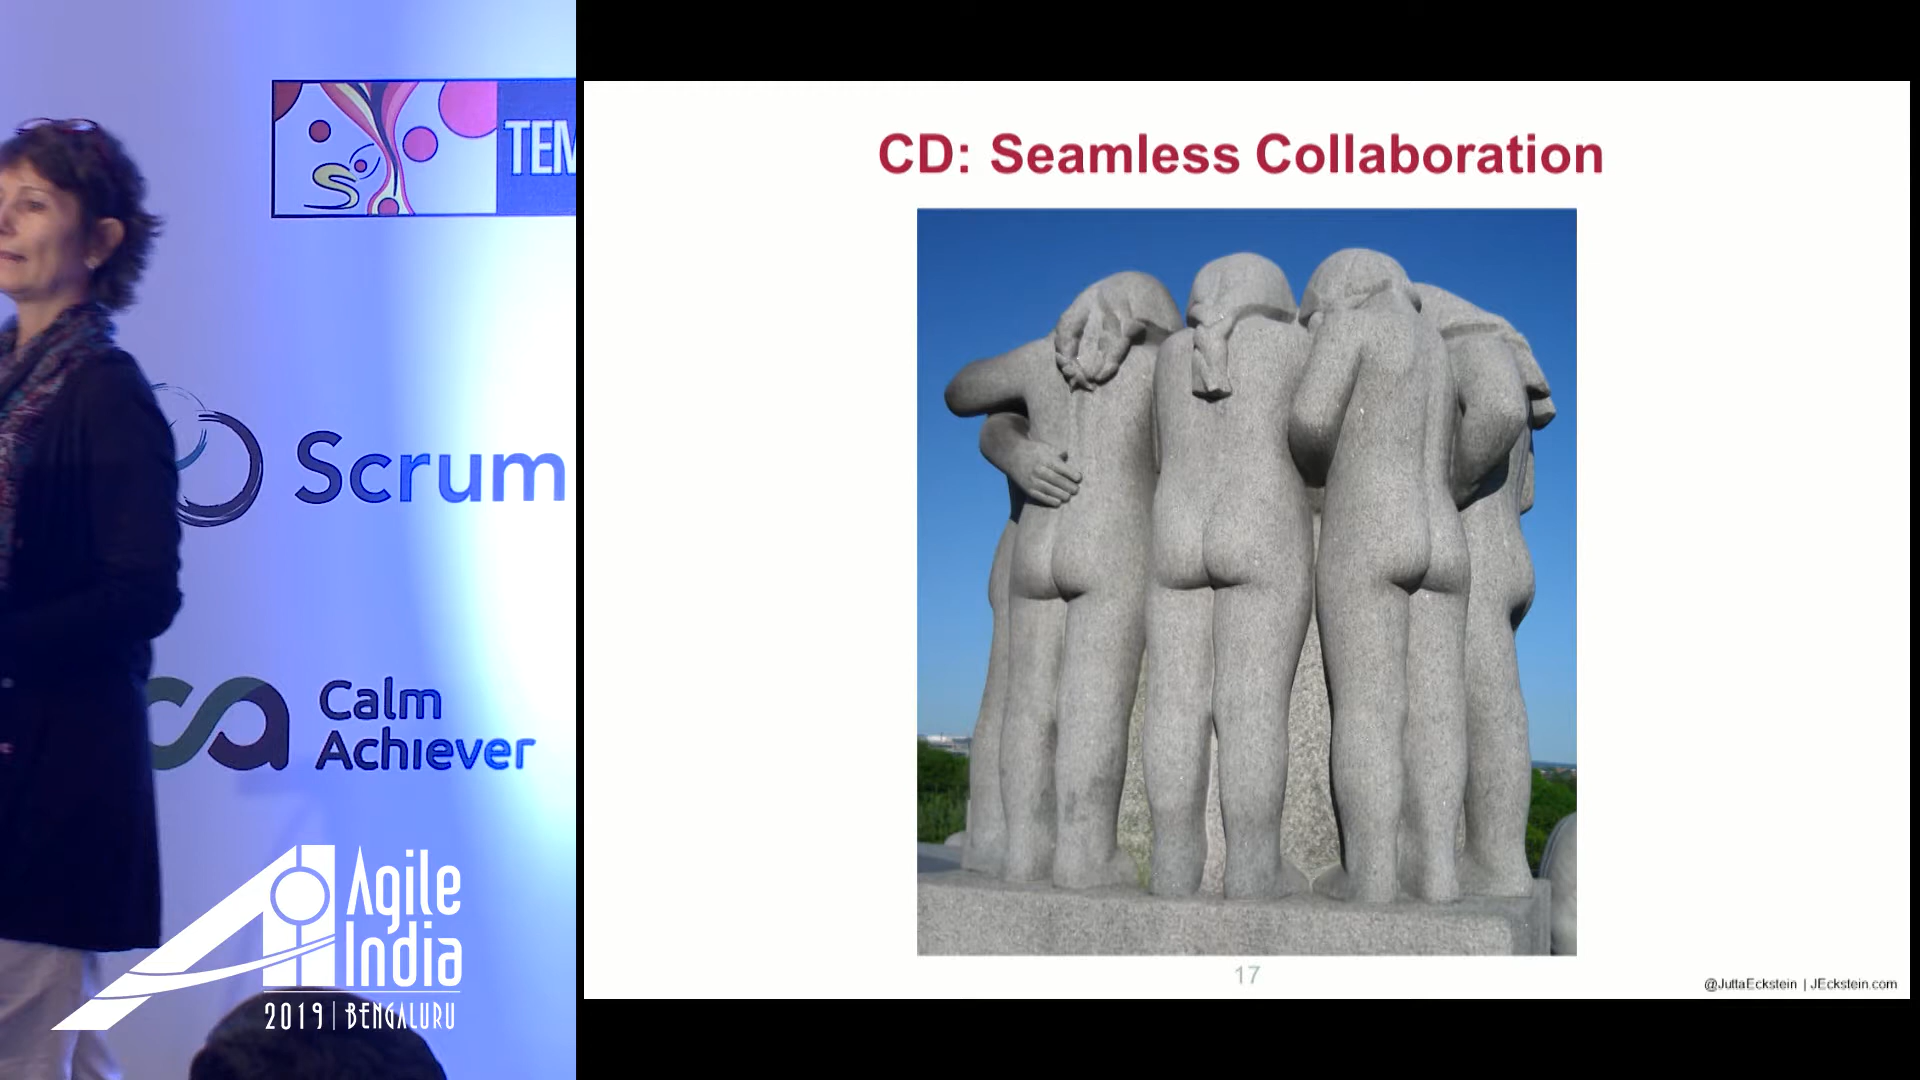 TEM
Scrum
Calm
Achiever
Agile
India
2019 | BENGALURU
CD: Seamless Collaboration
17
@JuttaEckstein | JEckstein.com